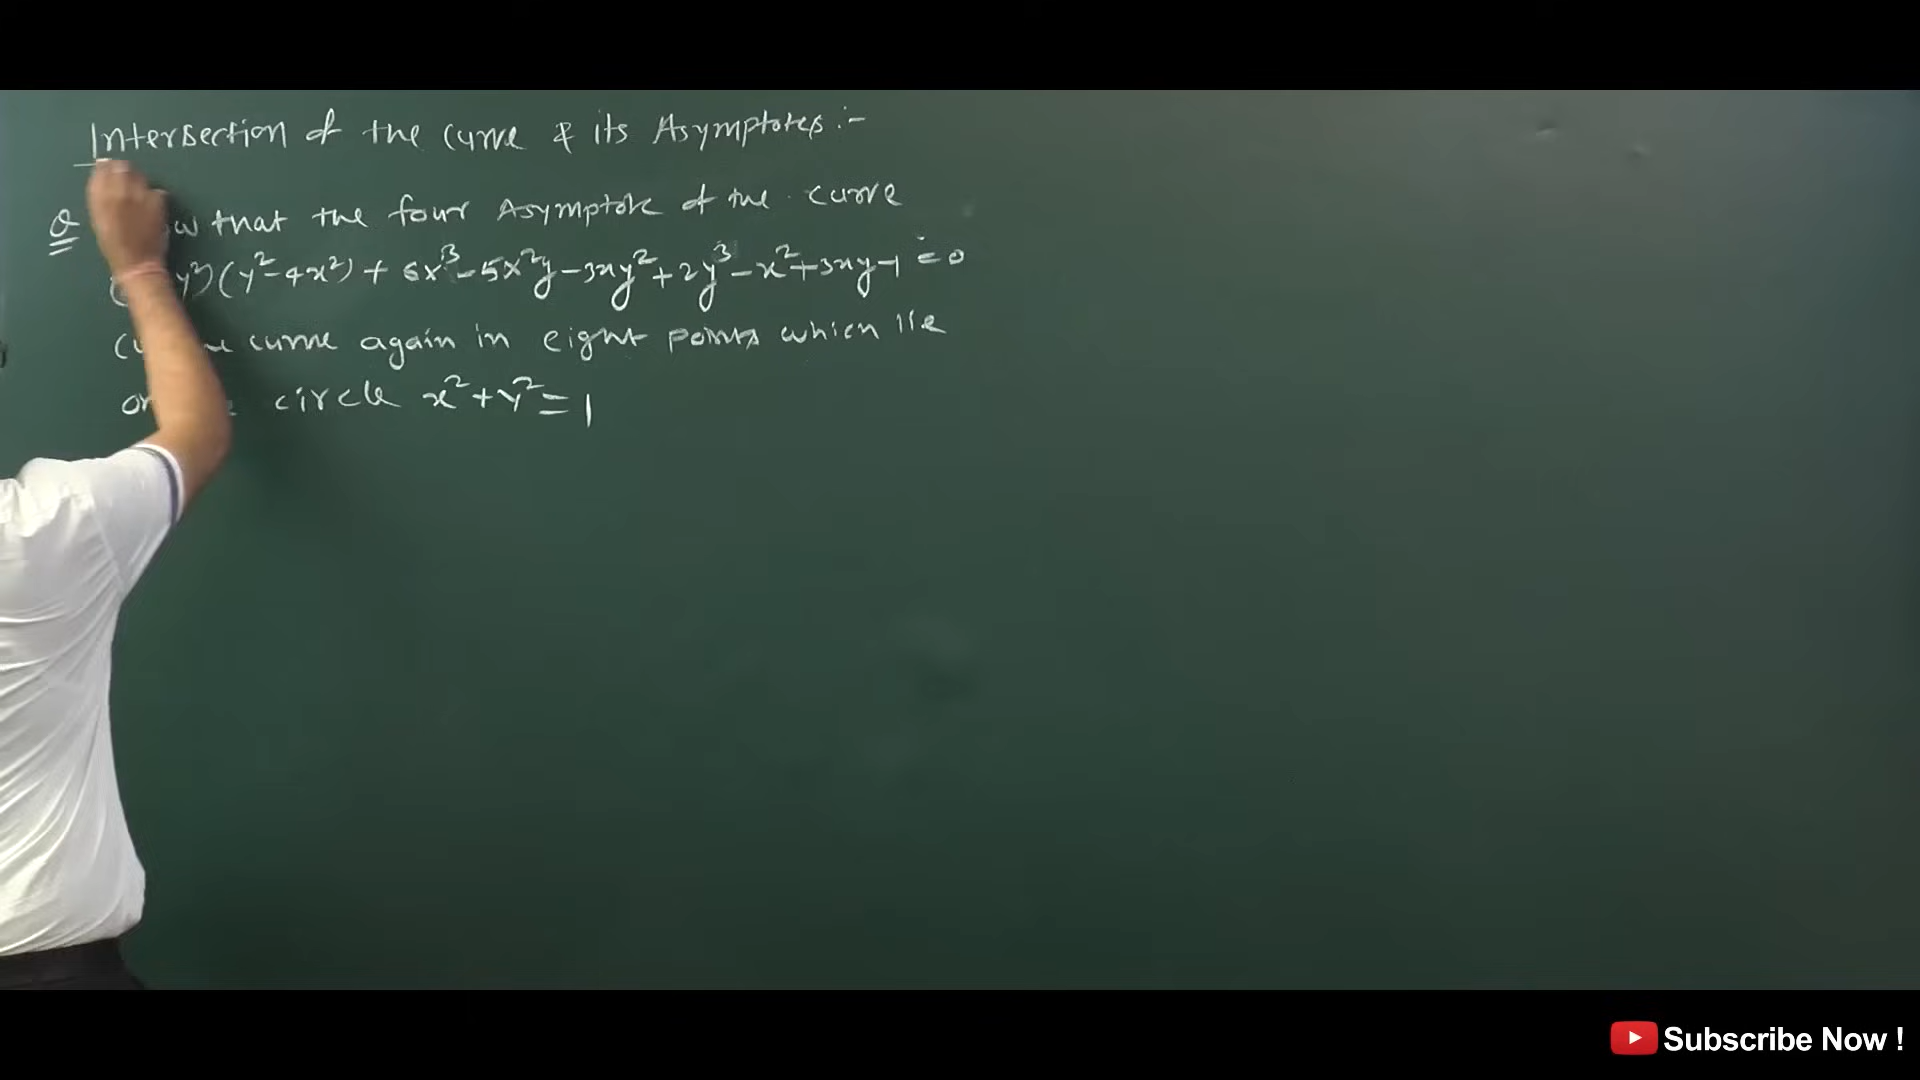 Intersection of the curve & its Asymptotes :-
Q that the four Asymptote of the curve
y²)(y²-4x²) + 6x³-5x²y-3xy²+2y³-x²+3xy-1=0
curve again in eight points which lie
circle x²+y²=1
Subscribe Now !